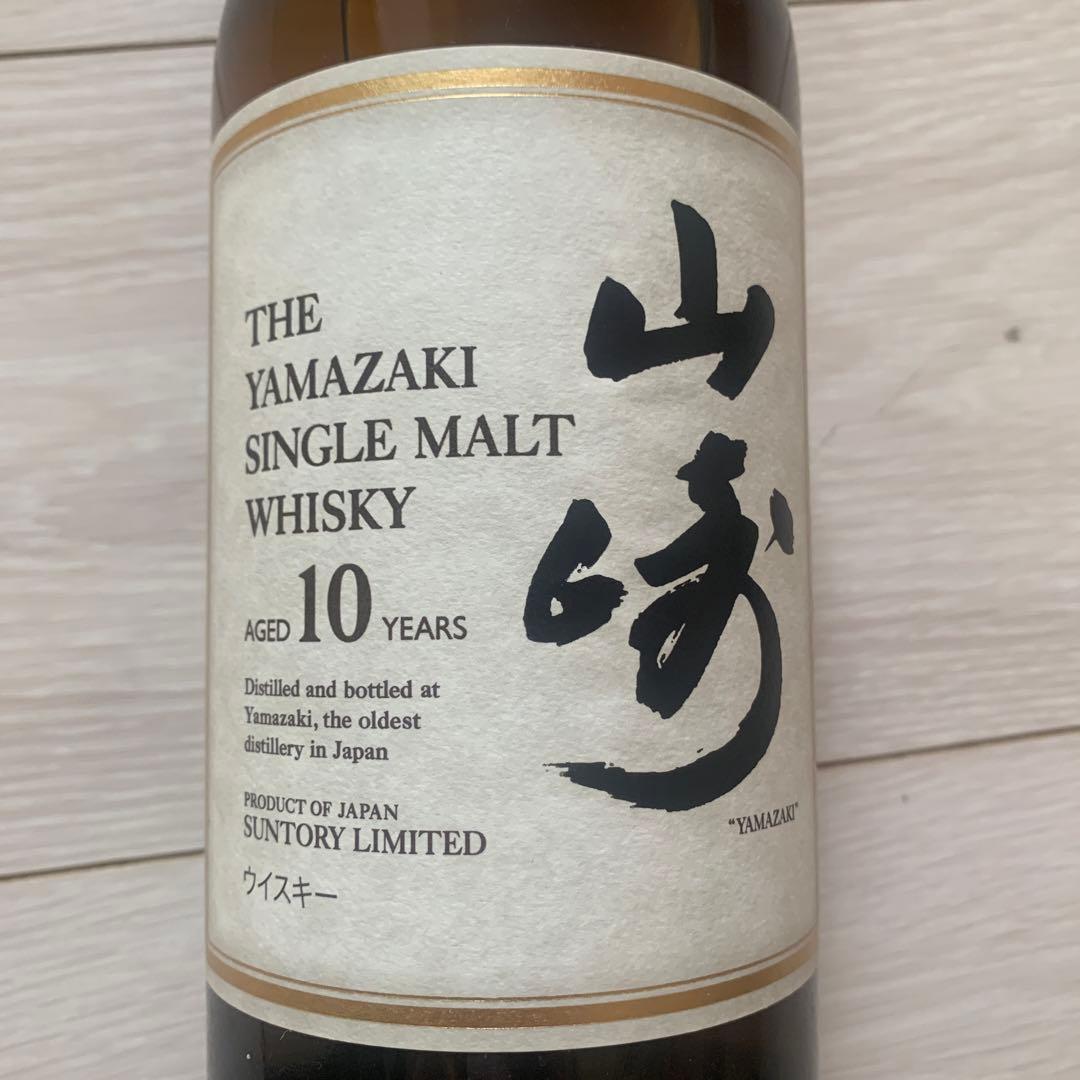 THE
YAMAZAKI
SINGLE MALT
WHISKY
AGED 10 YEARS
Distilled and bottled at
Yamazaki, the oldest
distillery in Japan
PRODUCT OF JAPAN
SUNTORY LIMITED
ウイスキー
山崎
“YAMAZAKI”